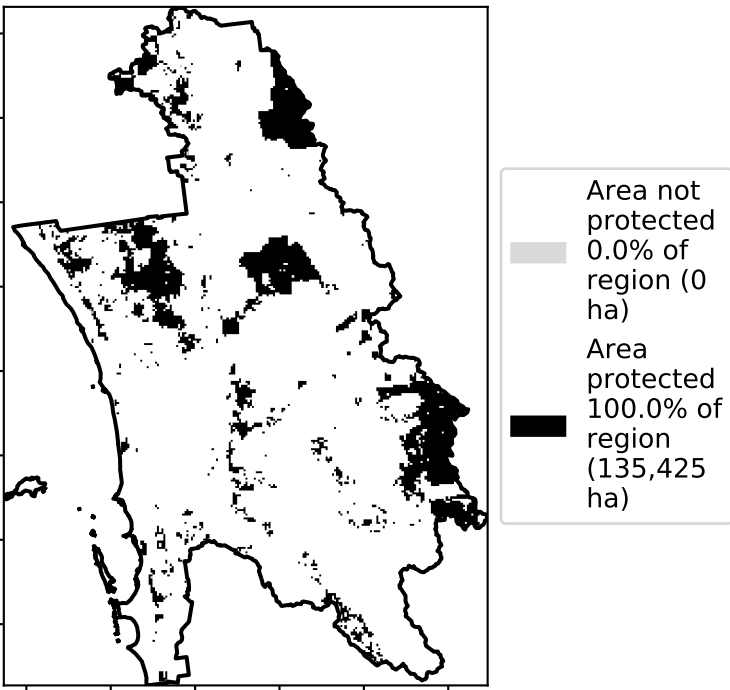 Area not
protected
0.0% of
region (0
ha)
Area
protected
100.0% of
region
(135,425
ha)